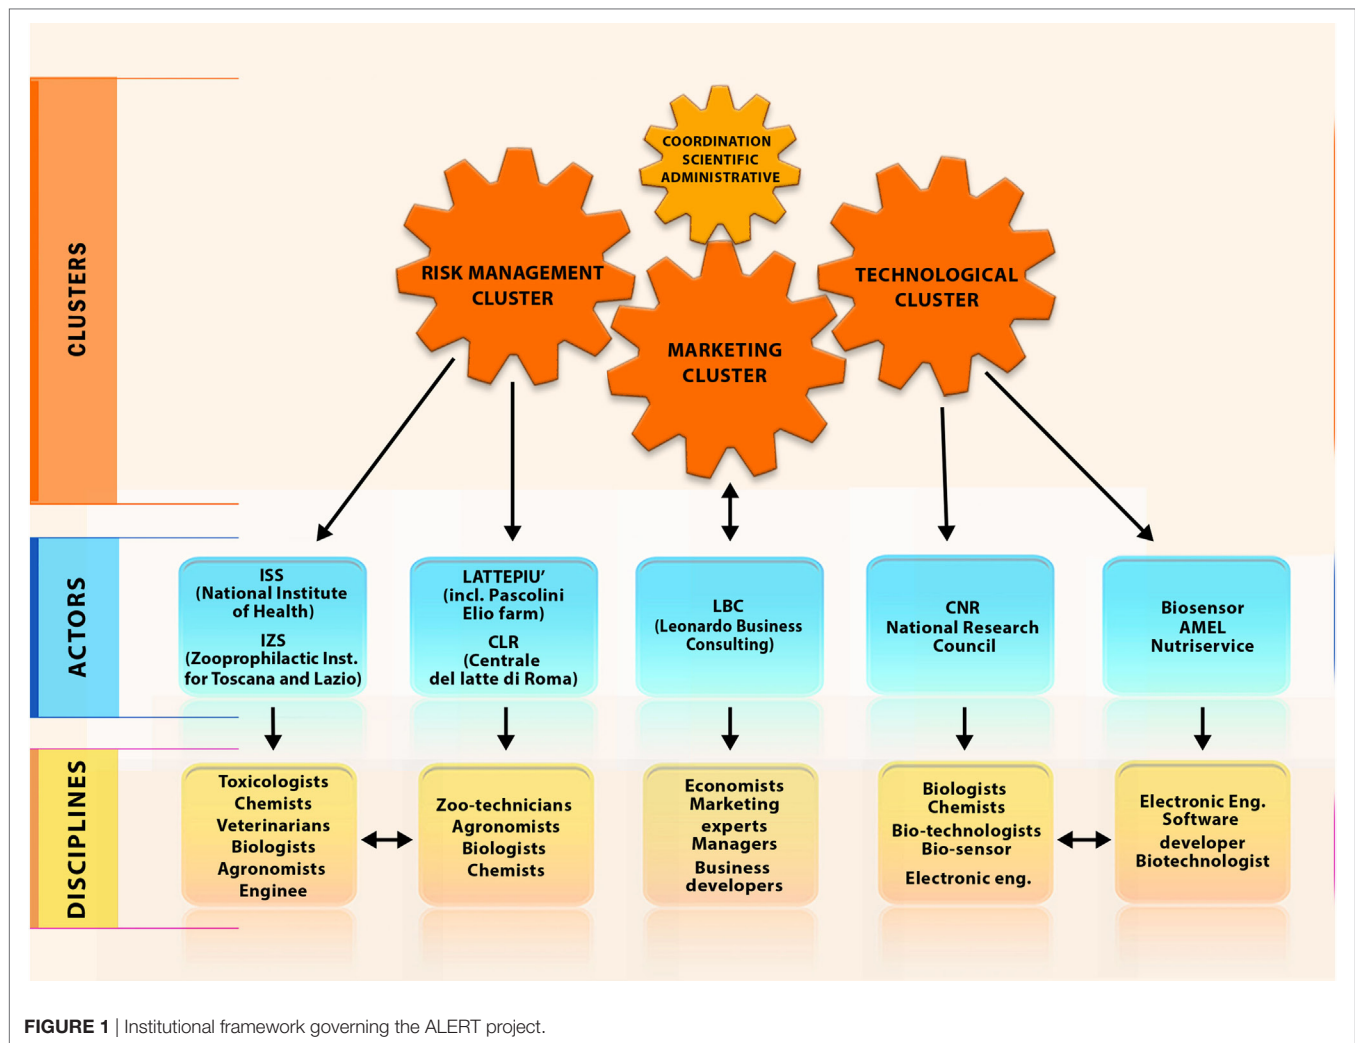 CLUSTERS
COORDINATION
SCIENTIFIC
ADMINISTRATIVE
RISK MANAGEMENT
CLUSTER
MARKETING
CLUSTER
TECHNOLOGICAL
CLUSTER
ACTORS
ISS
(National Institute
of Health)
IZS
(Zooprophilactic Inst.
for Toscana and Lazio)
LATTEPIU’
(incl. Pascolini
Elio farm)
CLR
(Centrale
del latte di Roma)
LBC
(Leonardo Business
Consulting)
CNR
National Research
Council
Biosensor
AMEL
Nutriservice
DISCIPLINES
Toxicologists
Chemists
Veterinarians
Biologists
Agronomists
Enginee
Zoo-technicians
Agronomists
Biologists
Chemists
Economists
Marketing
experts
Managers
Business
developers
Biologists
Chemists
Bio-technologists
Bio-sensor
Electronic eng.
Electronic Eng.
Software
developer
Biotechnologist
FIGURE 1 | Institutional framework governing the ALERT project.